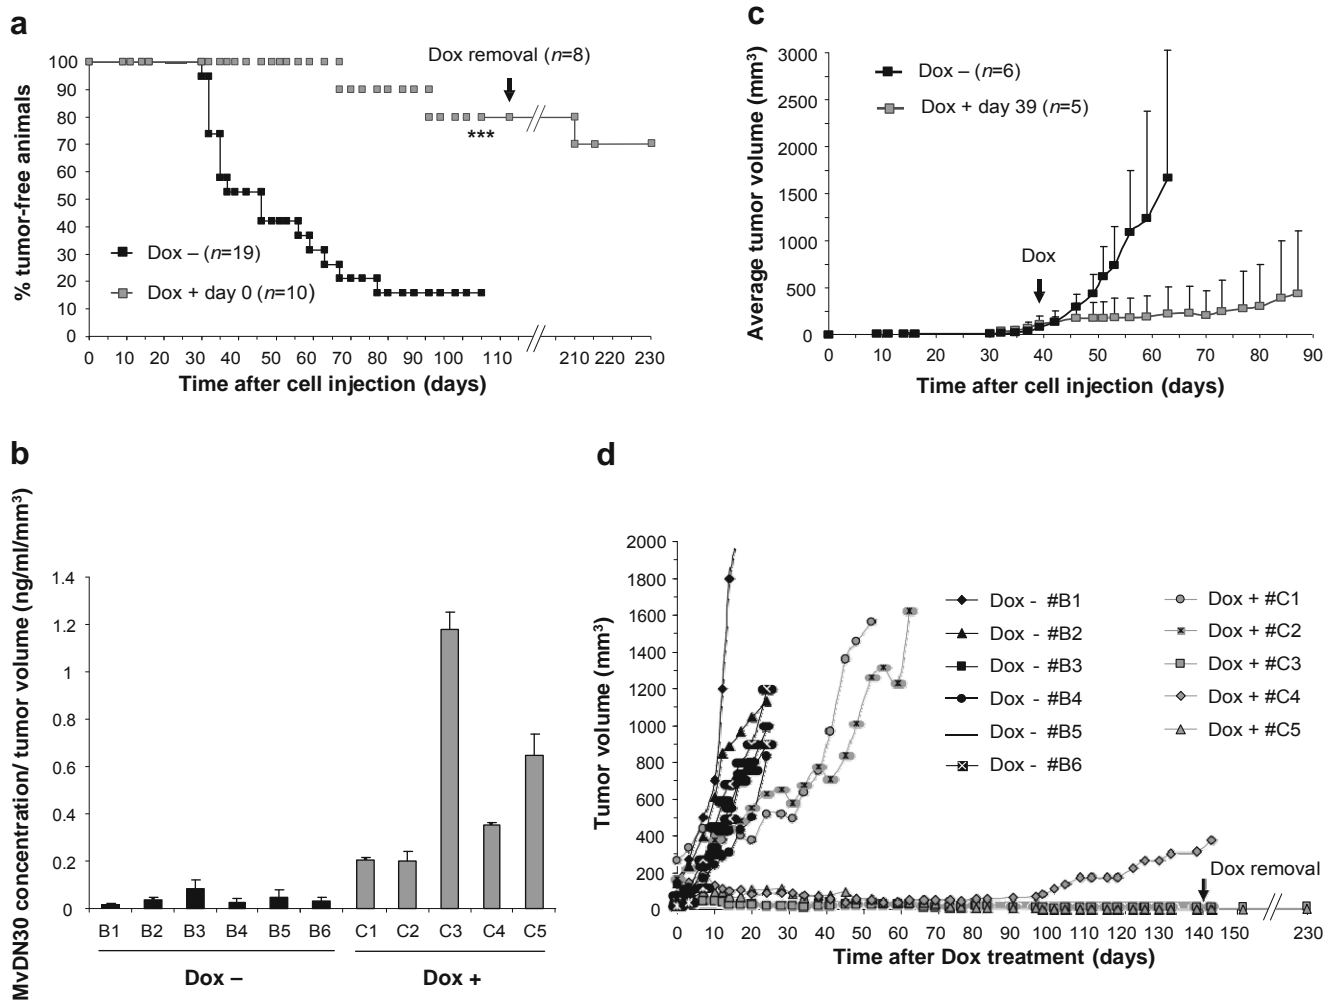 a
Dox removal (n=8)
100
90
80
70
60
50
40
30
20
10
0
% tumor-free animals
***
Dox – (n=19)
Dox + day 0 (n=10)
0 10 20 30 40 50 60 70 80 90 100 110 210 220 230
Time after cell injection (days)
c
3000
2500
2000
1500
1000
500
0
Average tumor volume (mm³)
Dox – (n=6)
Dox + day 39 (n=5)
Dox
0 10 20 30 40 50 60 70 80 90
Time after cell injection (days)
b
MvDN30 concentration/ tumor volume (ng/ml/mm³)
1.4
1.2
1
0.8
0.6
0.4
0.2
0
B1 B2 B3 B4 B5 B6 C1 C2 C3 C4 C5
Dox – Dox +
d
2000
1800
1600
1400
1200
1000
800
600
400
200
0
Tumor volume (mm³)
Dox - #B1
Dox - #B2
Dox - #B3
Dox - #B4
Dox - #B5
Dox - #B6
Dox + #C1
Dox + #C2
Dox + #C3
Dox + #C4
Dox + #C5
Dox removal
0 10 20 30 40 50 60 70 80 90 100 110 120 130 140 150 230
Time after Dox treatment (days)